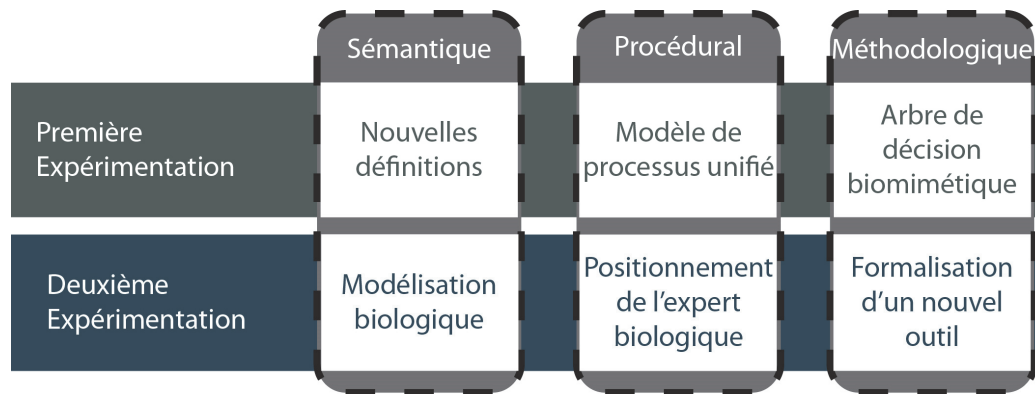 Sémantique
Procédural
Méthodologique
Première
Expérimentation
Nouvelles
définitions
Modèle de
processus unifié
Arbre de
décision
biomimétique
Deuxième
Expérimentation
Modélisation
biologique
Positionnement
de l’expert
biologique
Formalisation
d’un nouvel
outil